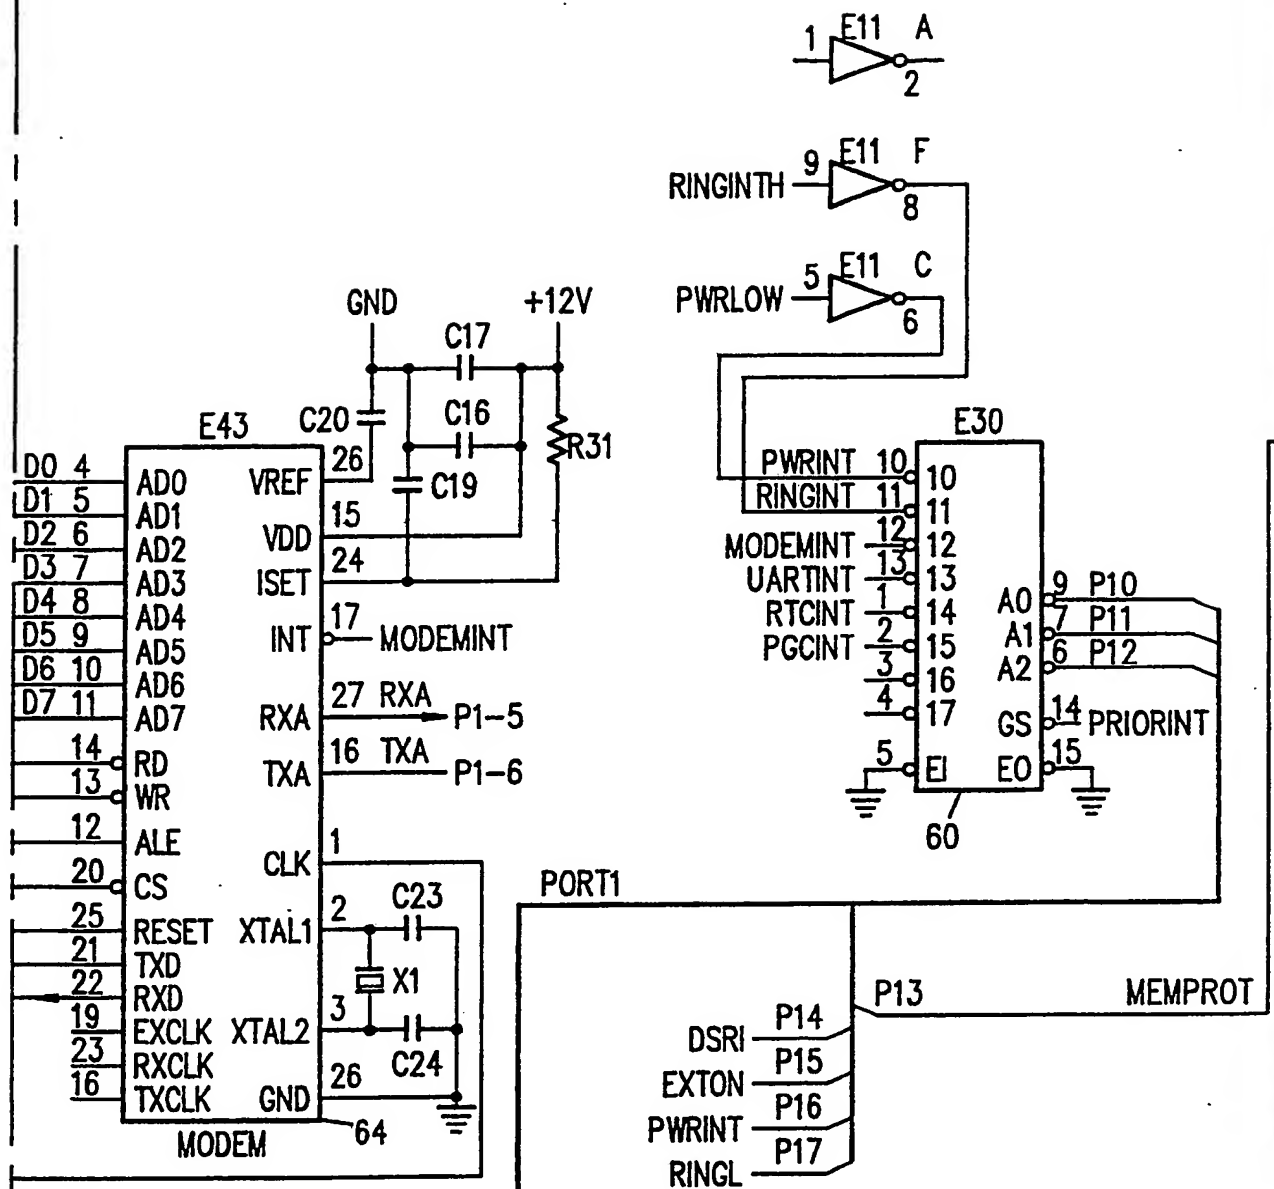 1 E11 A
2
RINGINTH 9 E11 F
8
PWRLOW 5 E11 C
6
GND +12V
C17
C20 C16 R31
C19
E43
D0 4 AD0
D1 5 AD1
D2 6 AD2
D3 7 AD3
D4 8 AD4
D5 9 AD5
D6 10 AD6
D7 11 AD7
14 RD
13 WR
12 ALE
20 CS
25 RESET
21 TXD
22 RXD
19 EXCLK
23 RXCLK
16 TXCLK
VREF 26
VDD 15
ISET 24
INT 17 MODEMINT
RXA 27 RXA P1-5
TXA 16 TXA P1-6
CLK 1
XTAL1 2 C23
X1
XTAL2 3 C24
GND 26
MODEM 64
E30
PWRINT 10 10
RINGINT 11 11
MODEMINT 12 12
UARTINT 13 13
RTCINT 1 14
PGCINT 2 15
3 16
4 17
5 EI
A0 9 P10
A1 7 P11
A2 6 P12
GS 14 PRIORINT
EO 15
60
PORT1
P13 MEMPROT
DSRI P14
EXTON P15
PWRINT P16
RINGL P17